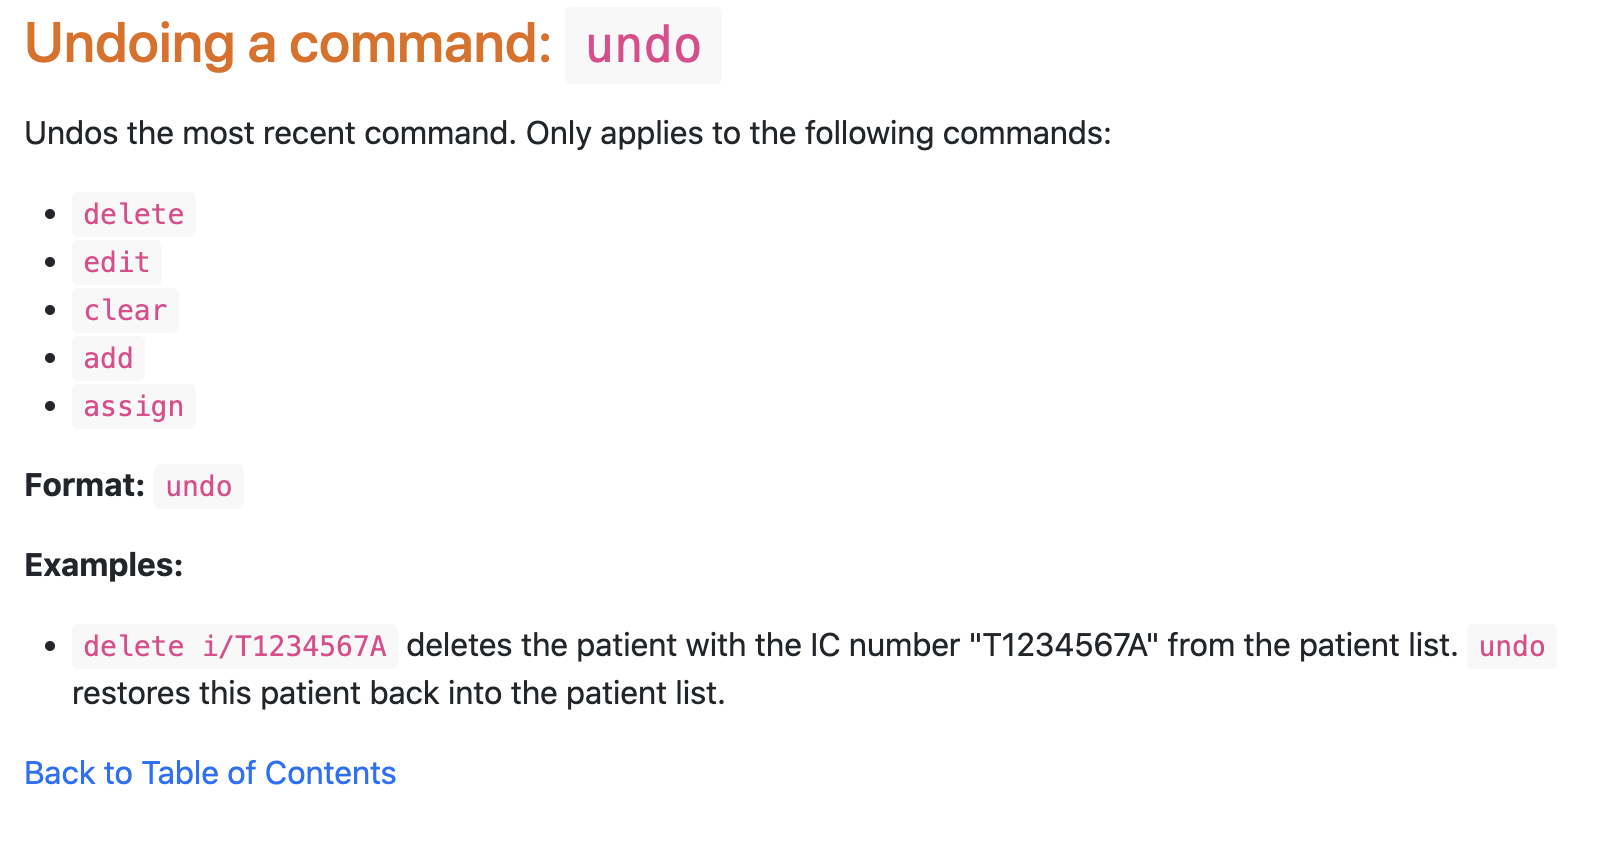 Undoing a command: undo
Undos the most recent command. Only applies to the following commands:
• delete
• edit
• clear
• add
• assign
Format: undo
Examples:
• delete i/T1234567A deletes the patient with the IC number "T1234567A" from the patient list. undo
restores this patient back into the patient list.
Back to Table of Contents